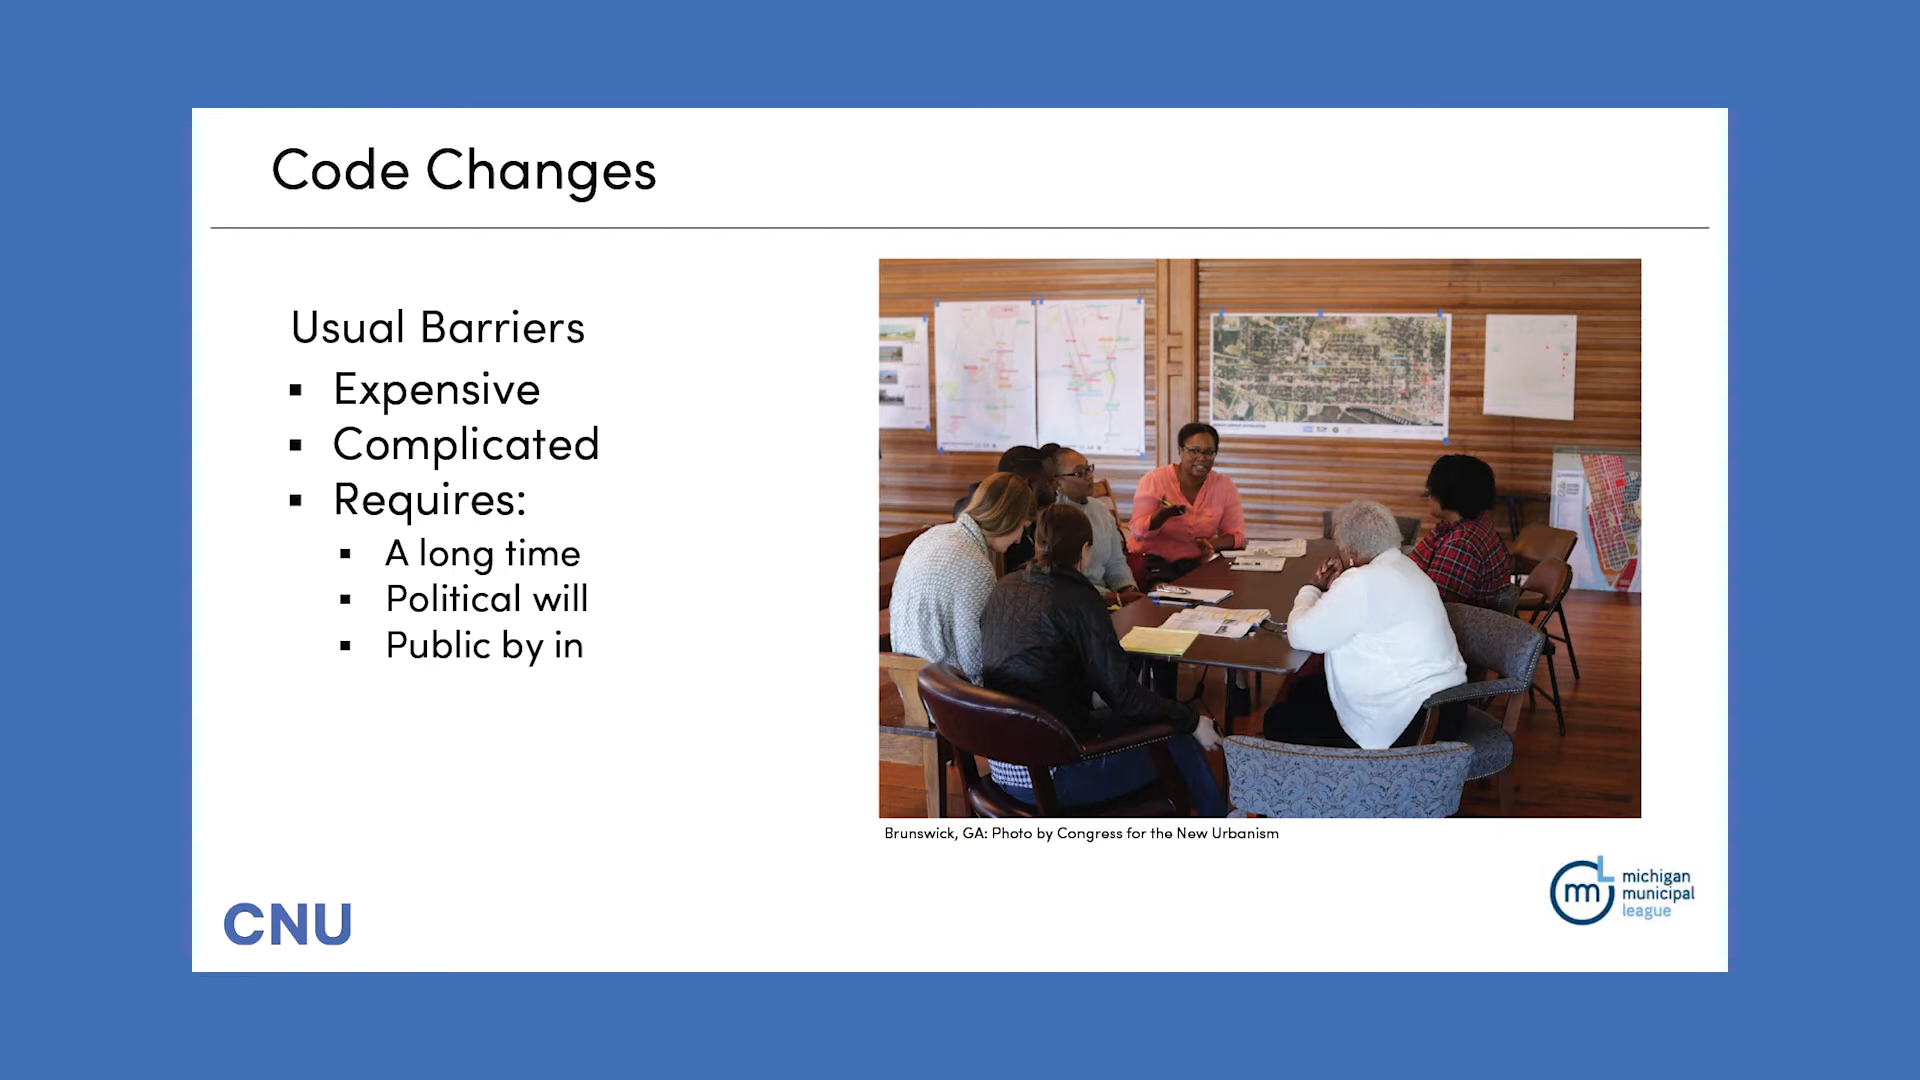 Code Changes
Usual Barriers
▪ Expensive
▪ Complicated
▪ Requires:
▪ A long time
▪ Political will
▪ Public by in
Brunswick, GA: Photo by Congress for the New Urbanism
CNU
michigan
municipal
league